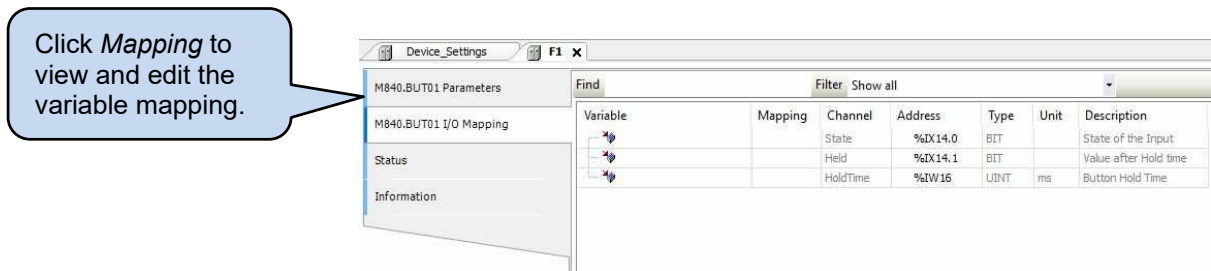 Click Mapping to
view and edit the
variable mapping.
Device_Settings F1 X
M840.BUT01 Parameters
M840.BUT01 I/O Mapping
Status
Information
Find Filter Show all
Variable Mapping Channel Address Type Unit Description
State %IX14.0 BIT State of the Input
Held %IX14.1 BIT Value after Hold time
HoldTime %IW16 UINT ms Button Hold Time